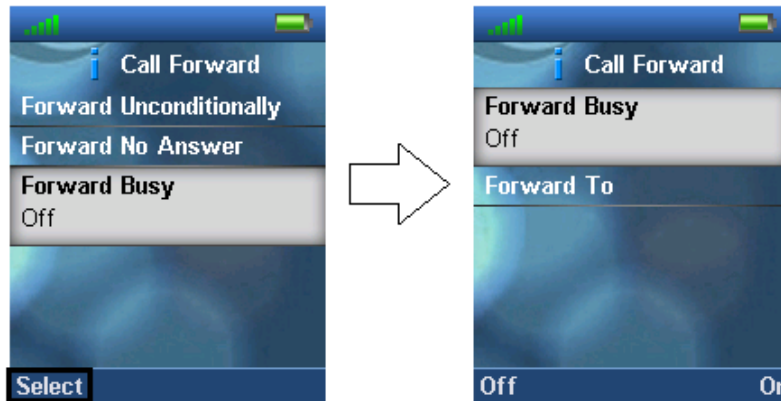 Call Forward
Forward Unconditionally
Forward No Answer
Forward Busy
Off
Select
Call Forward
Forward Busy
Off
Forward To
Off